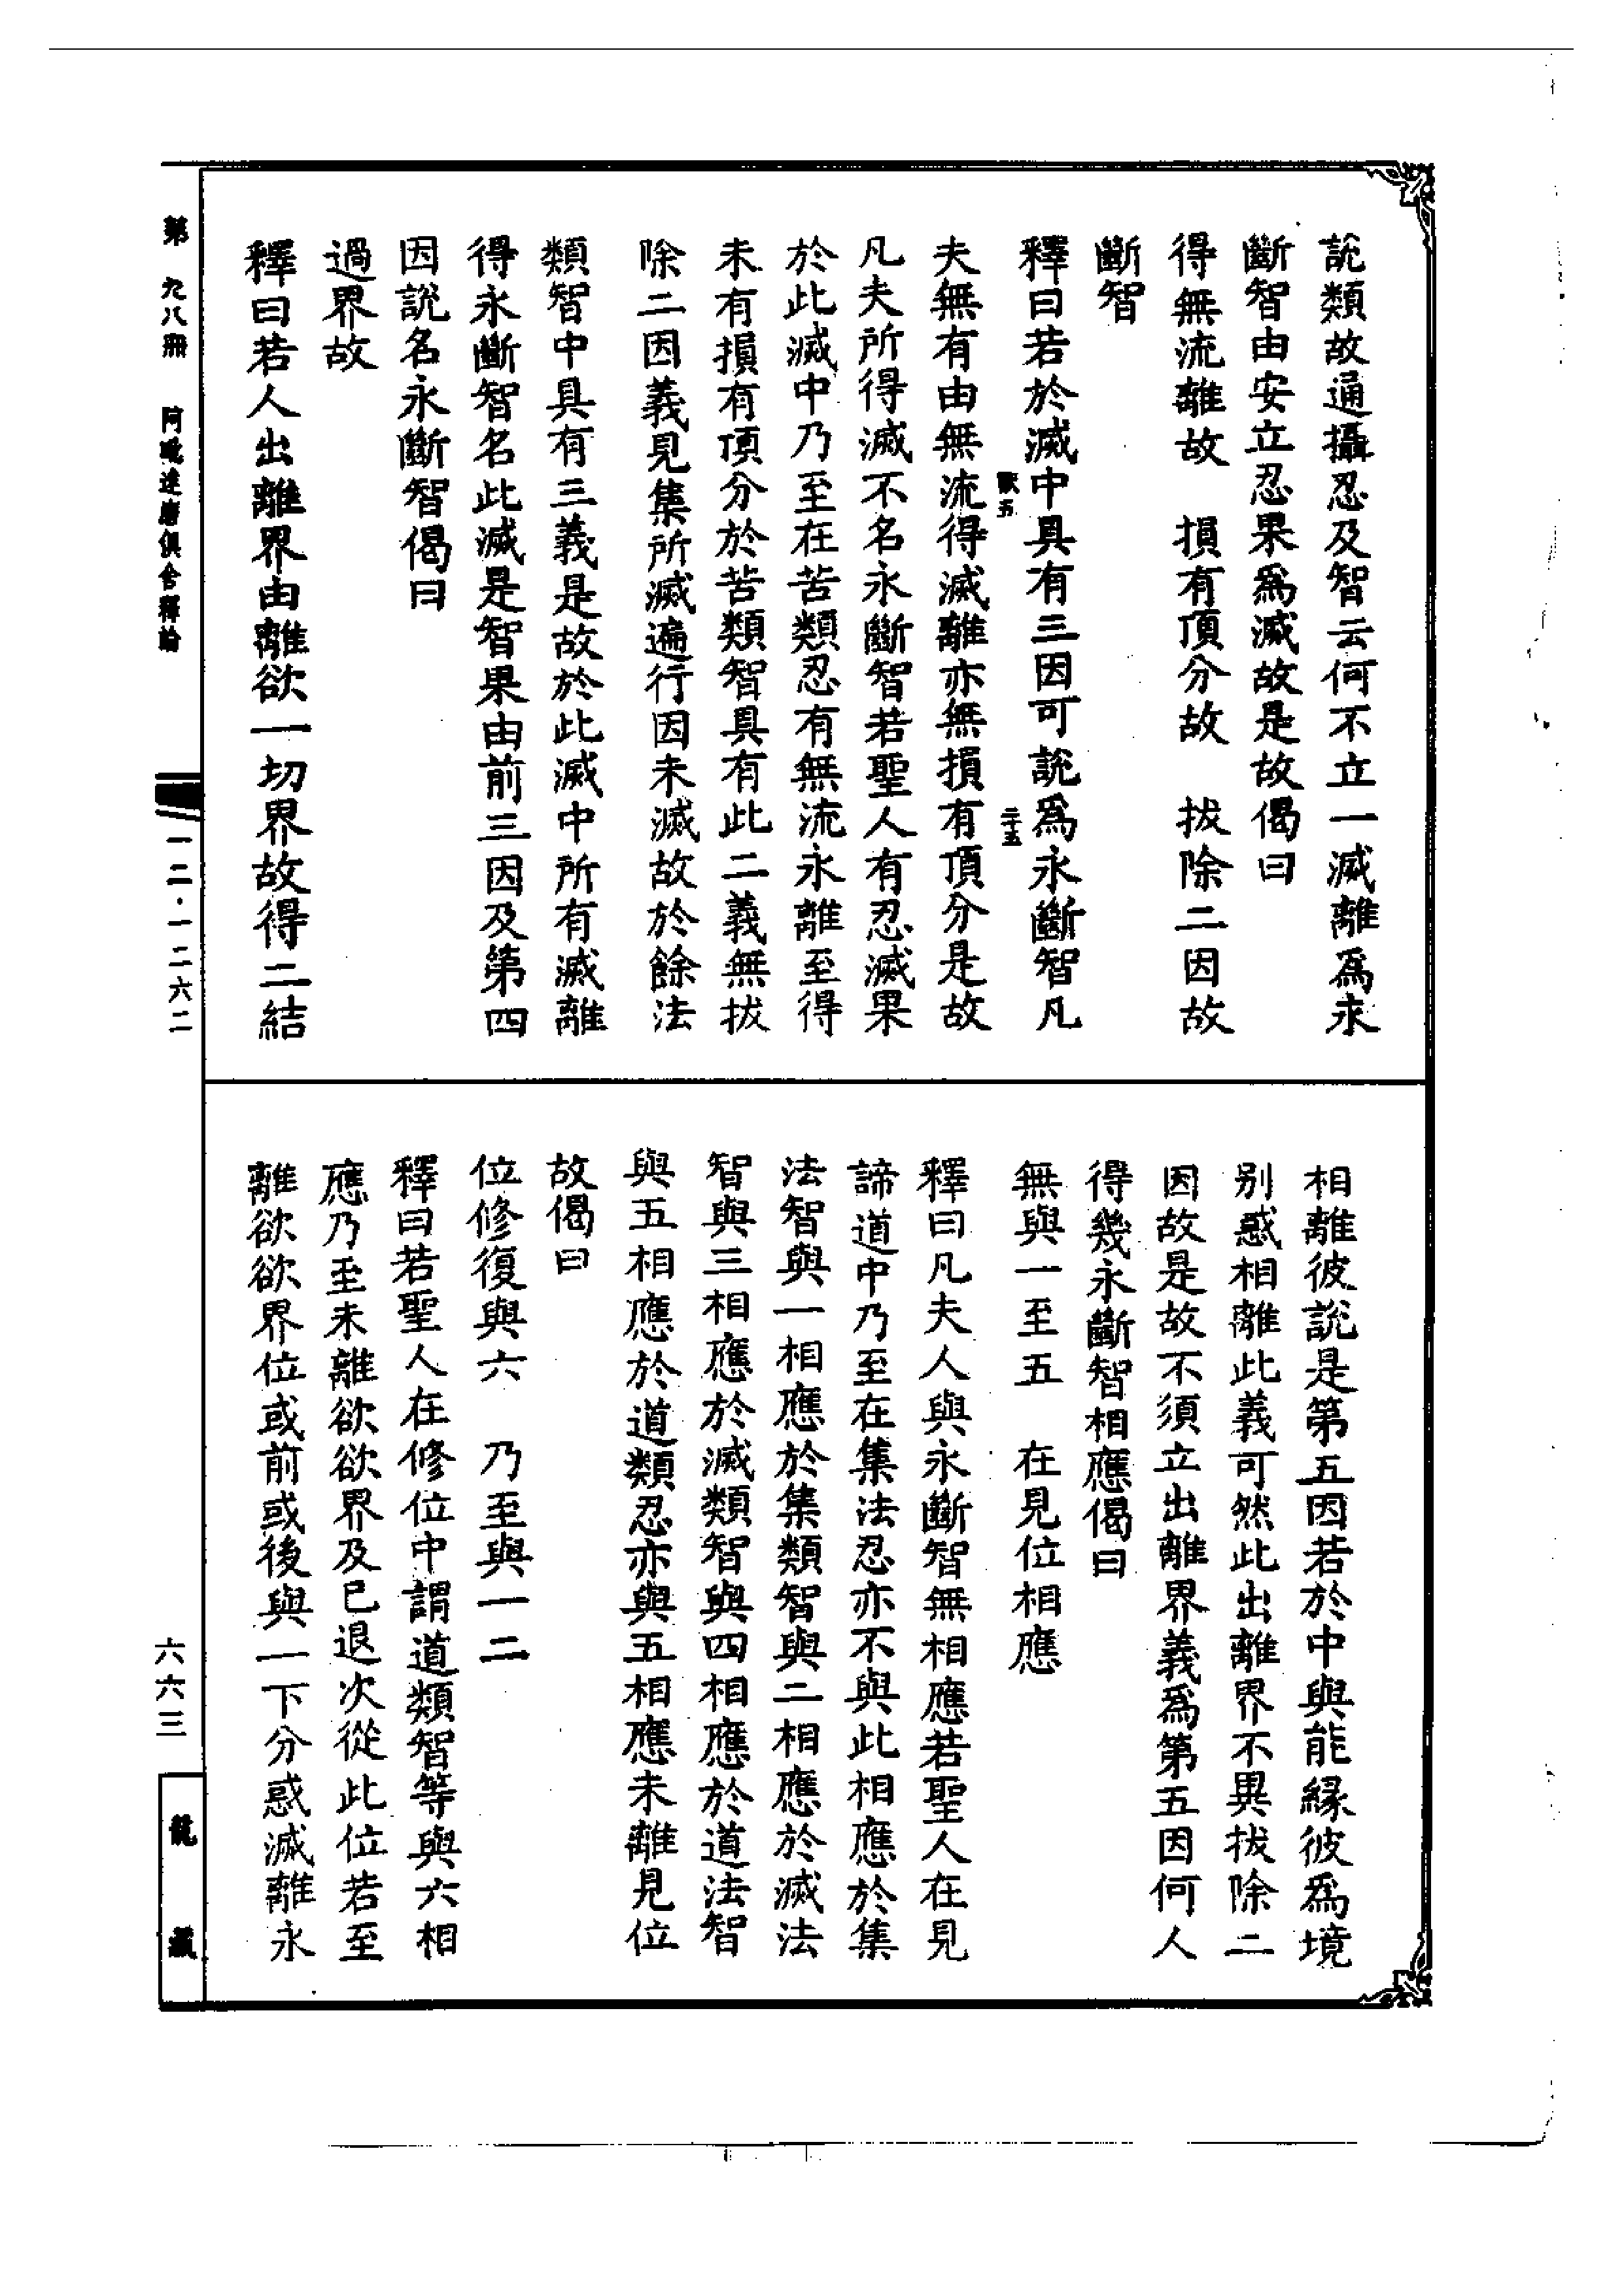 說類故通攝忍及智云何不立一滅離爲永
斷智由安立忍果爲滅故是故偈曰
得無流離故　損有頂分故　拔除二因故
斷智
釋曰若於滅中具有三因可說爲永斷智凡
夫無有由無流得滅離亦無損有頂分是故
凡夫所得滅不名永斷智若聖人有忍滅果
於此滅中乃至在苦類忍有無流永離至得
未有損有頂分於苦類智具有此二義無拔
除二因義見集所滅遍行因未滅故於餘法
類智中具有三義是故於此滅中所有滅離
得永斷智名此滅是智果由前三因及第四
因說名永斷智偈曰
過界故
釋曰若人出離界由離欲一切界故得二結
相離彼說是第五因若於中與能緣彼爲境
别惑相離此義可然此出離界不異拔除二
因故是故不須立出離界義爲第五因何人
得幾永斷智相應偈曰
無與一至五　在見位相應
釋曰凡夫人與永斷智無相應若聖人在見
諦道中乃至在集法忍亦不與此相應於集
法智與一相應於集類智與二相應於滅法
智與三相應於滅類智與四相應於道法智
與五相應於道類忍亦與五相應未離見位
故偈曰
位修復與六　乃至與一二
釋曰若聖人在修位中謂道類智等與六相
應乃至未離欲欲界及已退次從此位若至
離欲欲界位或前或後與一下分惑滅離永
第九八冊　阿毗達磨俱舍釋論
一二·一二六二
六六三
龍藏
二十五